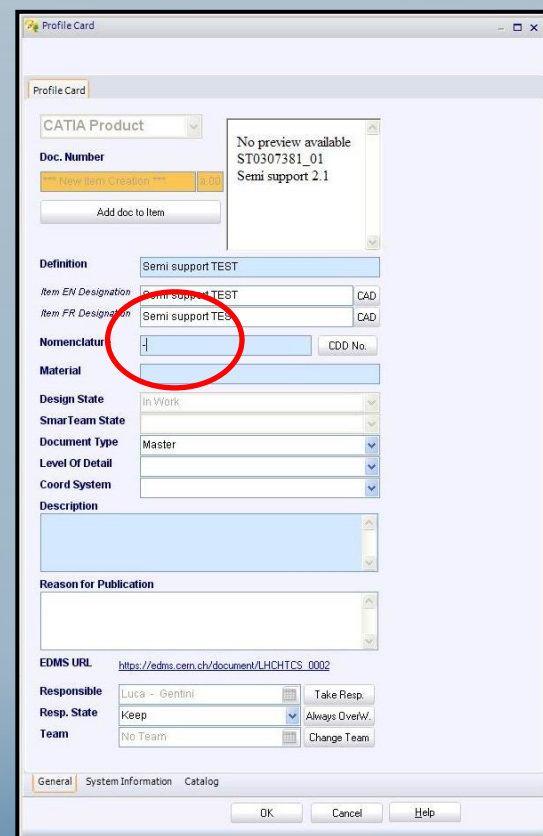 Profile Card
Profile Card
CATIA Product
No preview available
ST0307381_01
Semi support 2.1
Doc. Number
*** New Item Creation *** a.00
Add doc to Item
Definition Semi support TEST
Item EN Designation Semi support TEST CAD
Item FR Designation Semi support TEST CAD
Nomenclature - CDD No.
Material
Design State In Work
SmarTeam State
Document Type Master
Level Of Detail
Coord System
Description
Reason for Publication
EDMS URL https://edms.cern.ch/document/LHCHTCS_0002
Responsible Luca - Gentini Take Resp.
Resp. State Keep Always OverW.
Team No Team Change Team
General System Information Catalog
OK Cancel Help